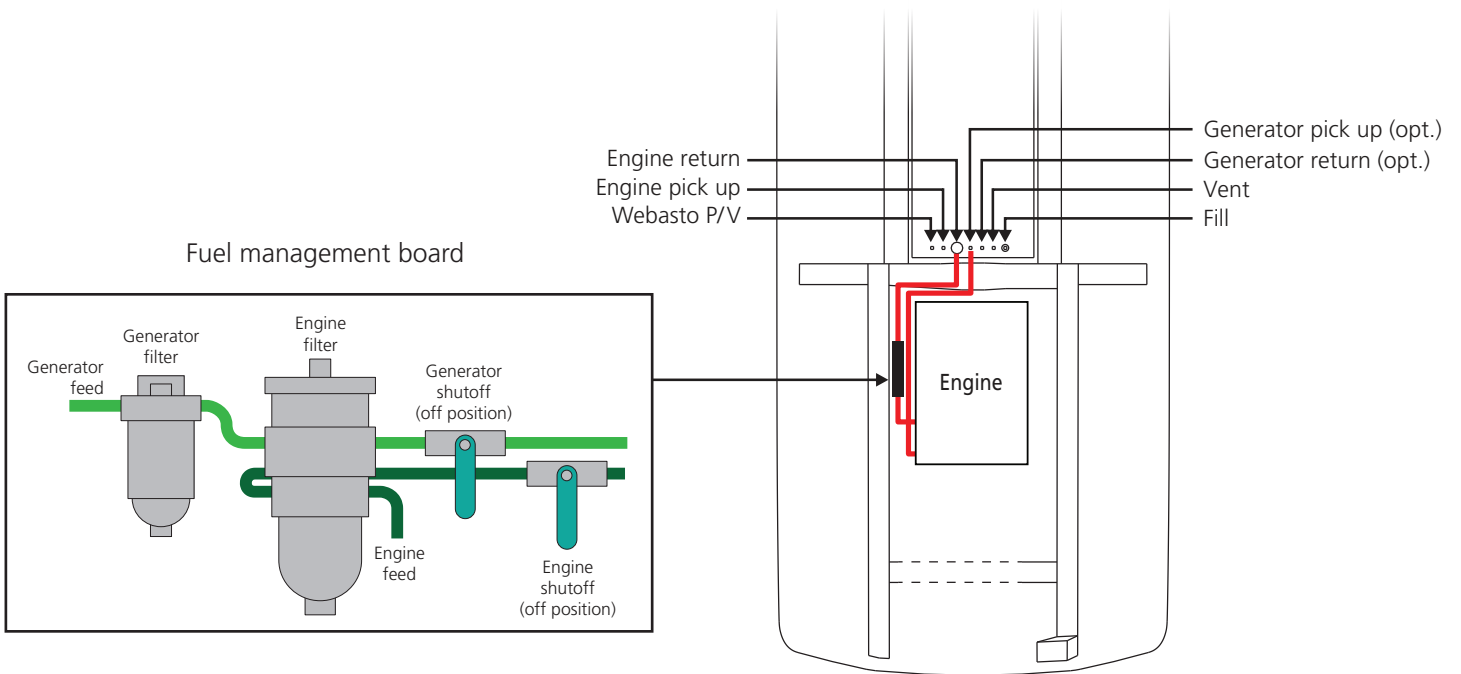 Generator pick up (opt.)
Engine return
Generator return (opt.)
Engine pick up
Vent
Webasto P/V
Fill
Fuel management board
Generator
filter
Engine
filter
Generator
feed
Generator
shutoff
(off position)
Engine
feed
Engine
shutoff
(off position)
Engine